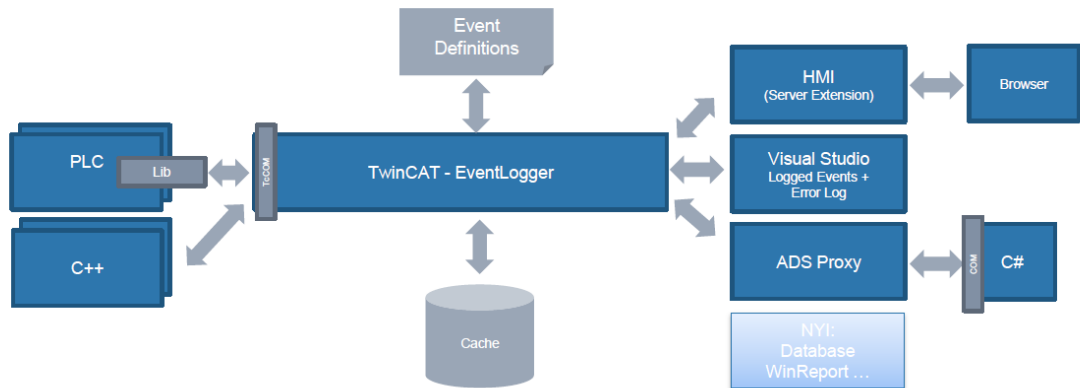 Event
Definitions
PLC
Lib
C++
TcCOM
TwinCAT - EventLogger
Cache
HMI
(Server Extension)
Browser
Visual Studio
Logged Events +
Error Log
ADS Proxy
COM
C#
NYI:
Database
WinReport ...